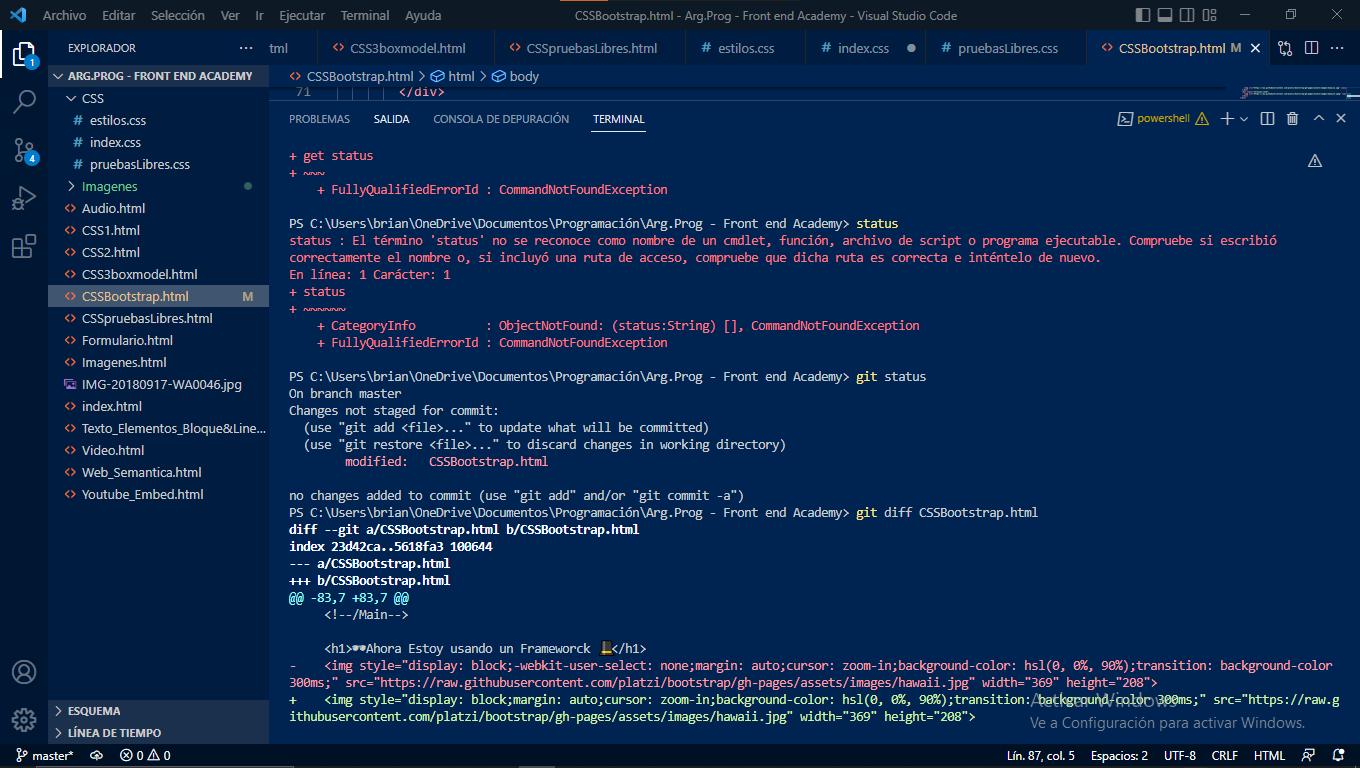 Archivo Editar Selección Ver Ir Ejecutar Terminal Ayuda
CSSBootstrap.html - Arg.Prog - Front end Academy - Visual Studio Code
EXPLORADOR
tml
CSS3boxmodel.html
CSSpruebasLibres.html
# estilos.css
# index.css
# pruebasLibres.css
CSSBootstrap.html M
1
4
ARG.PROG - FRONT END ACADEMY
CSS
# estilos.css
# index.css
# pruebasLibres.css
Imagenes
Audio.html
CSS1.html
CSS2.html
CSS3boxmodel.html
CSSBootstrap.html M
CSSpruebasLibres.html
Formulario.html
Imagenes.html
IMG-20180917-WA0046.jpg
index.html
Texto_Elementos_Bloque&Line...
Video.html
Web_Semantica.html
Youtube_Embed.html
ESQUEMA
LÍNEA DE TIEMPO
CSSBootstrap.html > html > body
71 </div>
PROBLEMAS SALIDA CONSOLA DE DEPURACIÓN TERMINAL
powershell
+ get status
+ ~~~
+ FullyQualifiedErrorId : CommandNotFoundException
PS C:\Users\brian\OneDrive\Documentos\Programación\Arg.Prog - Front end Academy> status
status : El término 'status' no se reconoce como nombre de un cmdlet, función, archivo de script o programa ejecutable. Compruebe si escribió
correctamente el nombre o, si incluyó una ruta de acceso, compruebe que dicha ruta es correcta e inténtelo de nuevo.
En línea: 1 Carácter: 1
+ status
+ ~~~~~~
+ CategoryInfo : ObjectNotFound: (status:String) [], CommandNotFoundException
+ FullyQualifiedErrorId : CommandNotFoundException
PS C:\Users\brian\OneDrive\Documentos\Programación\Arg.Prog - Front end Academy> git status
On branch master
Changes not staged for commit:
(use "git add <file>..." to update what will be committed)
(use "git restore <file>..." to discard changes in working directory)
modified: CSSBootstrap.html
no changes added to commit (use "git add" and/or "git commit -a")
PS C:\Users\brian\OneDrive\Documentos\Programación\Arg.Prog - Front end Academy> git diff CSSBootstrap.html
diff --git a/CSSBootstrap.html b/CSSBootstrap.html
index 23d42ca..5618fa3 100644
--- a/CSSBootstrap.html
+++ b/CSSBootstrap.html
@@ -83,7 +83,7 @@
<!--/Main-->
<h1>🕶️Ahora Estoy usando un Frameworck 🎩</h1>
- <img style="display: block;-webkit-user-select: none;margin: auto;cursor: zoom-in;background-color: hsl(0, 0%, 90%);transition: background-color
300ms;" src="https://raw.githubusercontent.com/platzi/bootstrap/gh-pages/assets/images/hawaii.jpg" width="369" height="208">
+ <img style="display: block;margin: auto;cursor: zoom-in;background-color: hsl(0, 0%, 90%);transition: background-color 300ms;" src="https://raw.g
ithubusercontent.com/platzi/bootstrap/gh-pages/assets/images/hawaii.jpg" width="369" height="208">
Activar Windows
Ve a Configuración para activar Windows.
master* 0 0
Lín. 87, col. 5 Espacios: 2 UTF-8 CRLF HTML